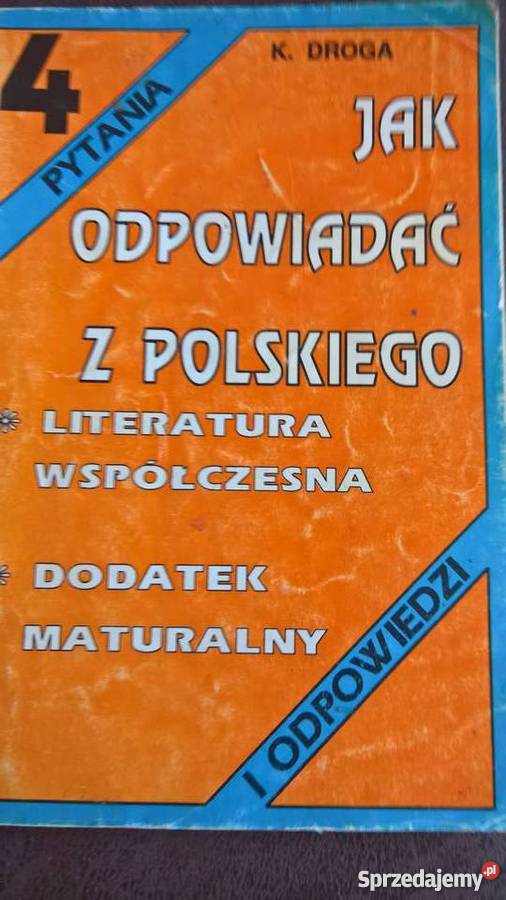 4
K. DROGA
PYTANIA
JAK
ODPOWIADAĆ
Z POLSKIEGO
LITERATURA
WSPÓŁCZESNA
DODATEK
MATURALNY
I ODPOWIEDZI
Sprzedajemy.pl